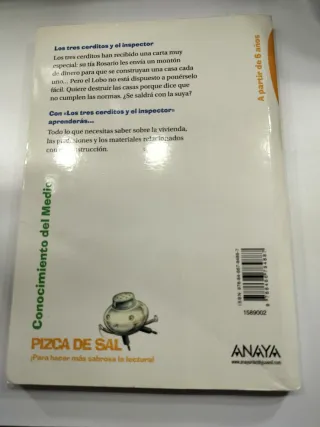 Los tres cerditos y el inspector
Los tres cerditos han recibido una carta muy
especial: su tía Rosario les envía un montón
de dinero para que se construyan una casa cada
uno... Pero el Lobo no está dispuesto a ponérselo
fácil. Quiere destruir las casas porque dice que
no cumplen las normas. ¿Se saldrá con la suya?
Con «Los tres cerditos y el inspector»
aprenderás...
Todo lo que necesitas saber sobre la vivienda,
las profesiones y los materiales relacionados
con su construcción.
A partir de 6 años
Conocimiento del Medio
PIZCA DE SAL
¡Para hacer más sabrosa la lectura!
1589002
ANAYA